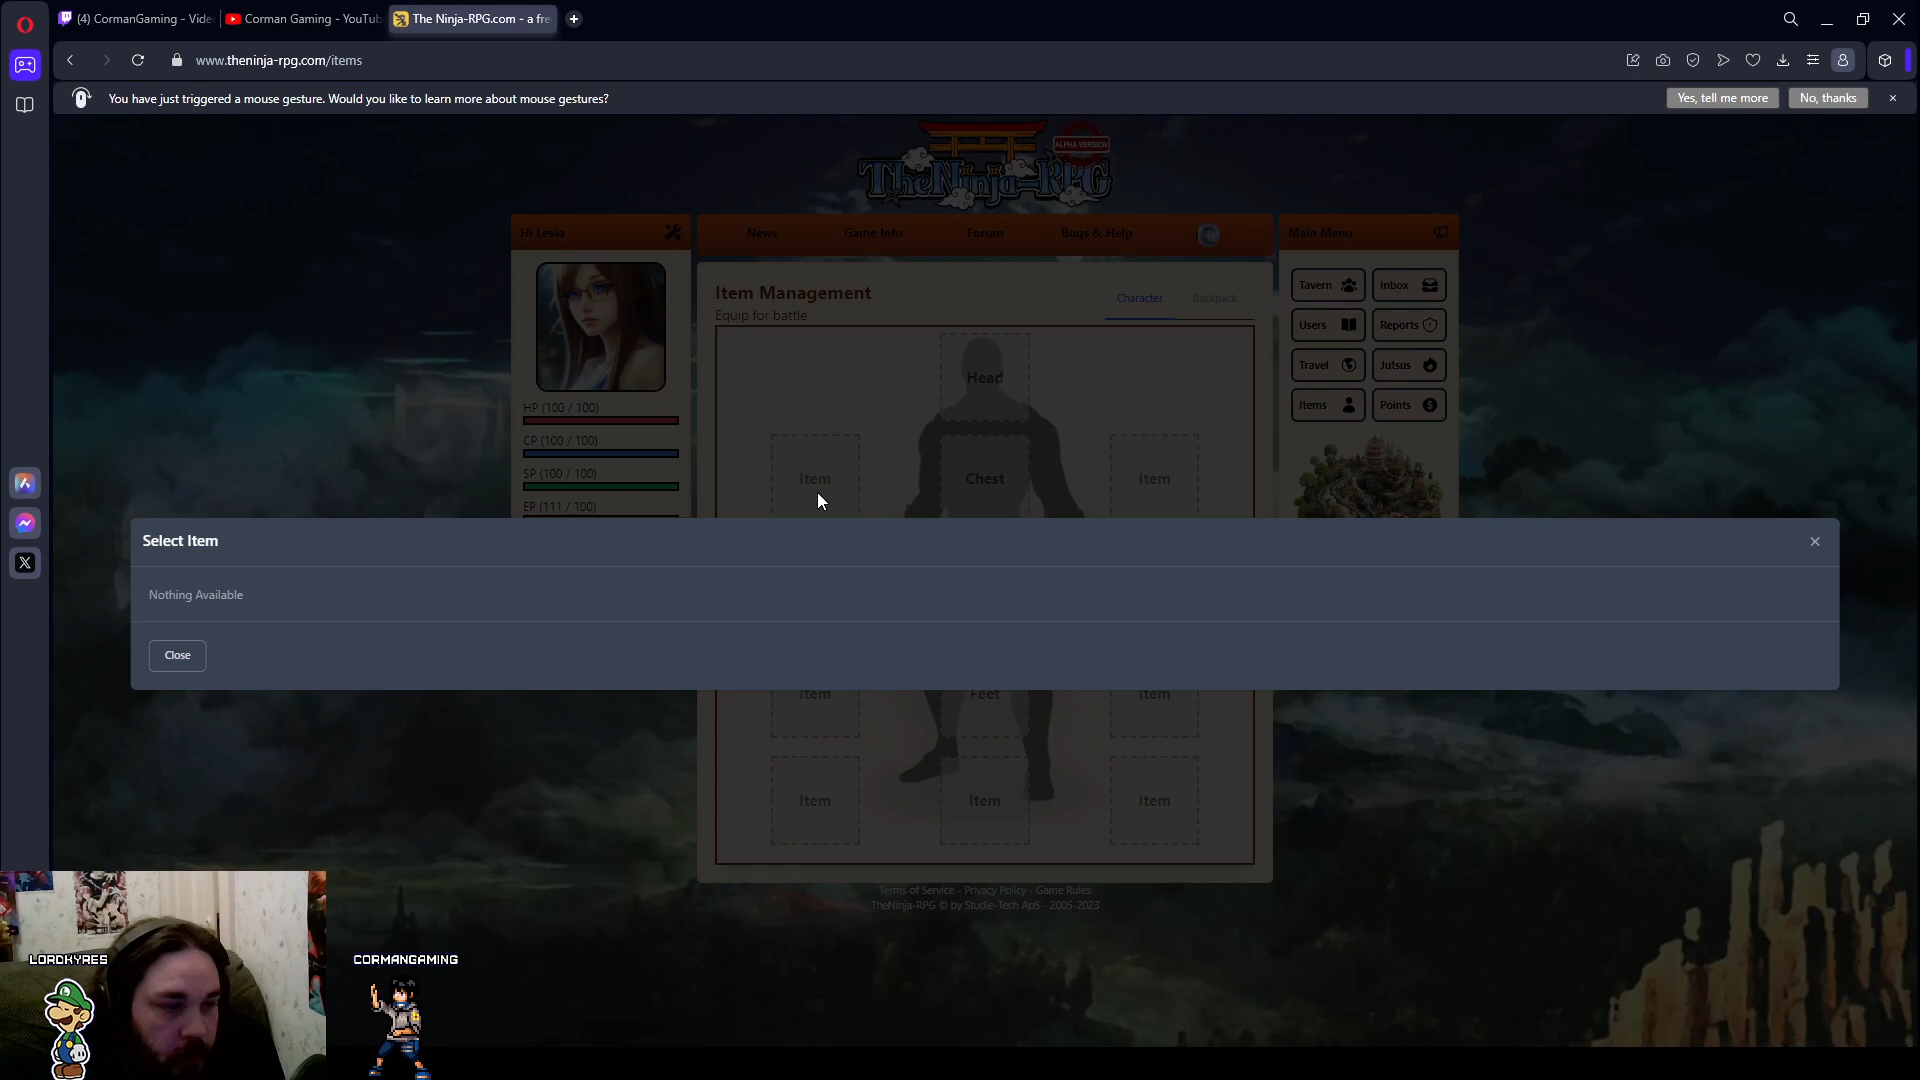 (4) CormanGaming - Vide
Corman Gaming - YouTub
The Ninja-RPG.com - a fre
www.theninja-rpg.com/items
You have just triggered a mouse gesture. Would you like to learn more about mouse gestures?
Yes, tell me more
No, thanks
ALPHA VERSION
TheNinja-RPG
Hi Levia
News
Game Info
Forum
Bugs & Help
Main Menu
Item Management
Equip for battle
Character
Backpack
Tavern
Inbox
Users
Reports
Travel
Jutsus
Items
Points
HP (100 / 100)
CP (100 / 100)
SP (100 / 100)
EP (111 / 100)
Head
Item
Chest
Item
Select Item
Nothing Available
Close
Item
Feet
Item
Item
Item
Item
Terms of Service - Privacy Policy - Game Rules
TheNinja-RPG © by Studie-Tech ApS - 2005-2023
LORDKYRES
CORMANGAMING